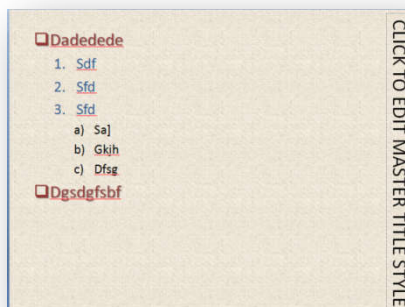 Dadedede
1. Sdf
2. Sfd
3. Sfd
a) Sa]
b) Gkjh
c) Dfsg
Dgsdgfsbf
CLICK TO EDIT MASTER TITLE STYLE